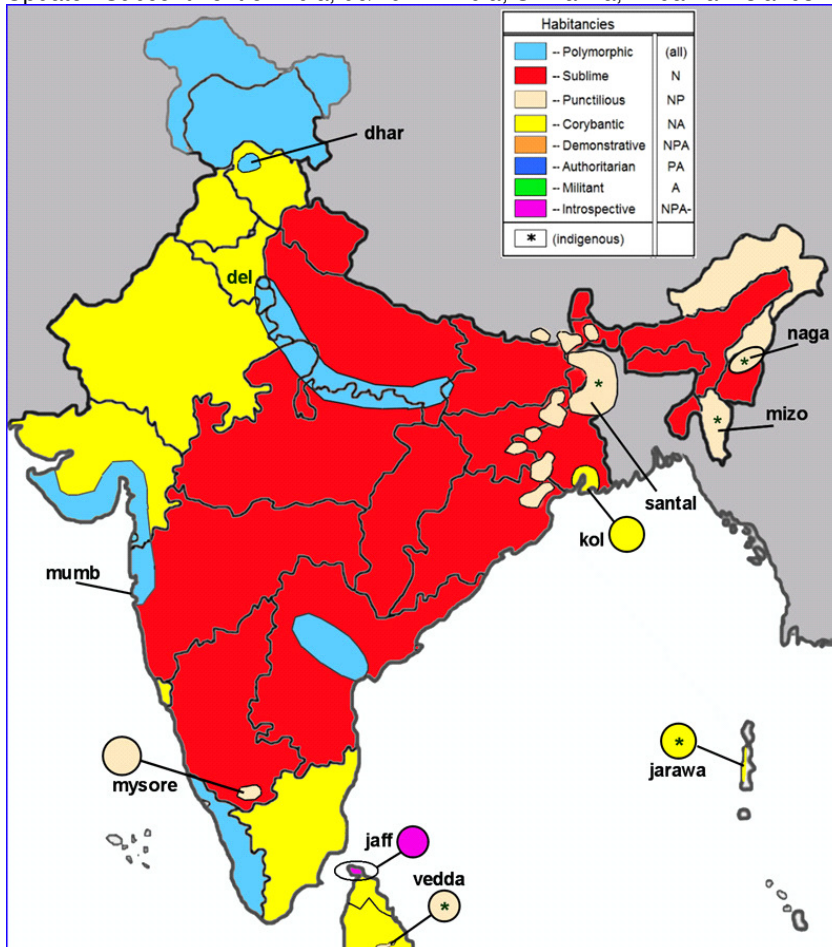 Habitancies
-- Polymorphic (all)
-- Sublime N
-- Punctilious NP
-- Corybantic NA
-- Demonstrative NPA
-- Authoritarian PA
-- Militant A
-- Introspective NPA-
* (indigenous)
dhar
del
naga
*
mizo
*
*
santal
kol
mumb
*
jarawa
mysore
jaff
vedda
*